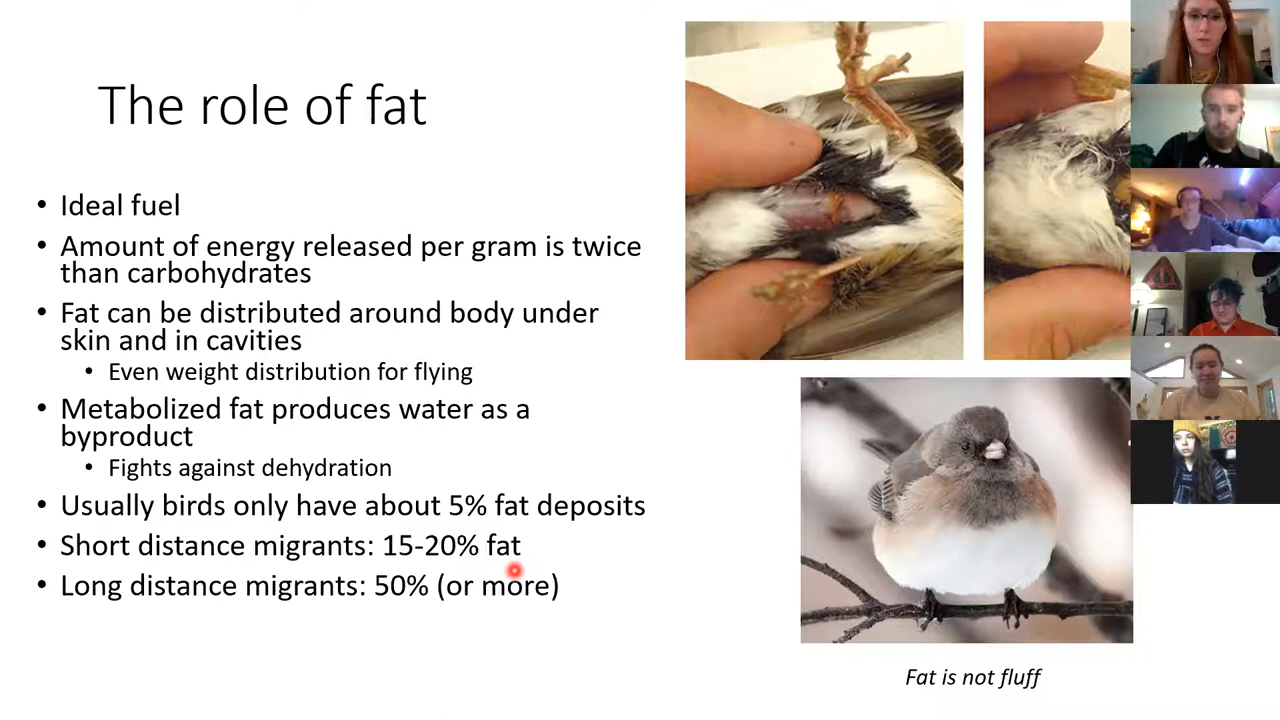 The role of fat
• Ideal fuel
• Amount of energy released per gram is twice
than carbohydrates
• Fat can be distributed around body under
skin and in cavities
• Even weight distribution for flying
• Metabolized fat produces water as a
byproduct
• Fights against dehydration
• Usually birds only have about 5% fat deposits
• Short distance migrants: 15-20% fat
• Long distance migrants: 50% (or more)
Fat is not fluff